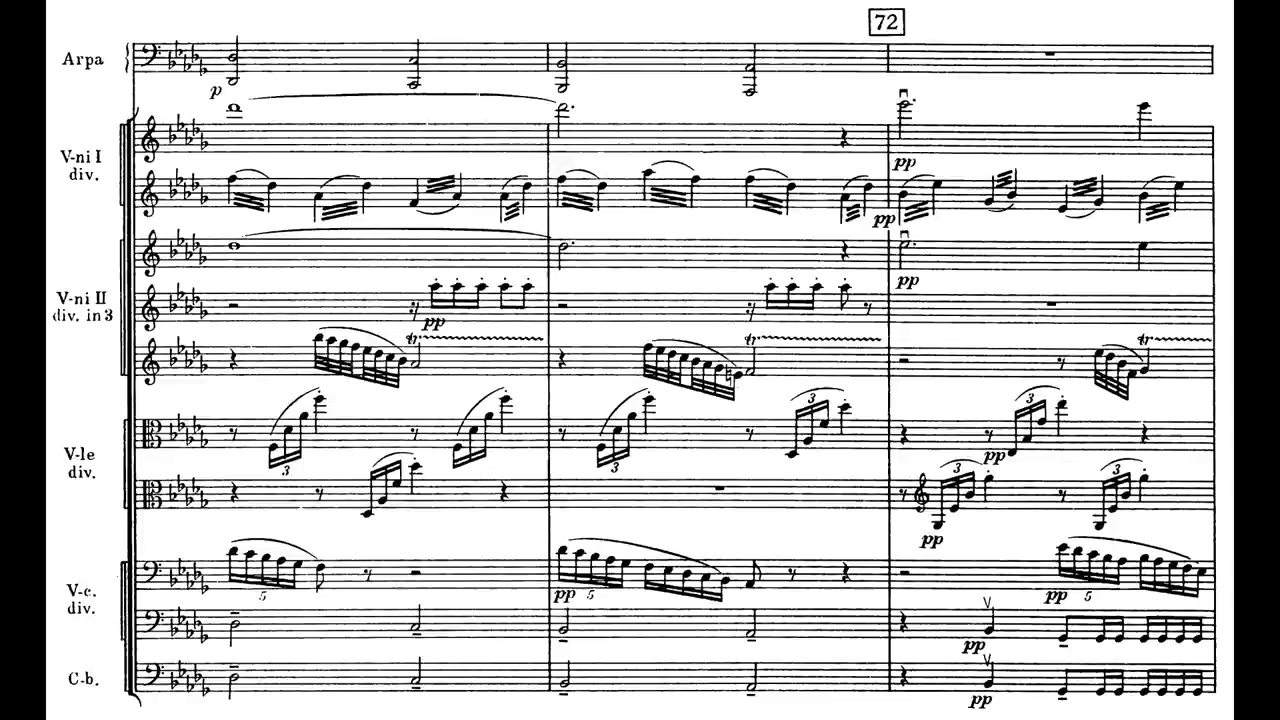 72
Arpa
p
V-ni I
div.
pp
pp
V-ni II
div. in 3
pp
pp
tr
tr
tr
V-le
div.
3
3
3
3
pp
3
3
pp
V-c.
div.
5
pp
5
pp
5
pp
C-b.
pp